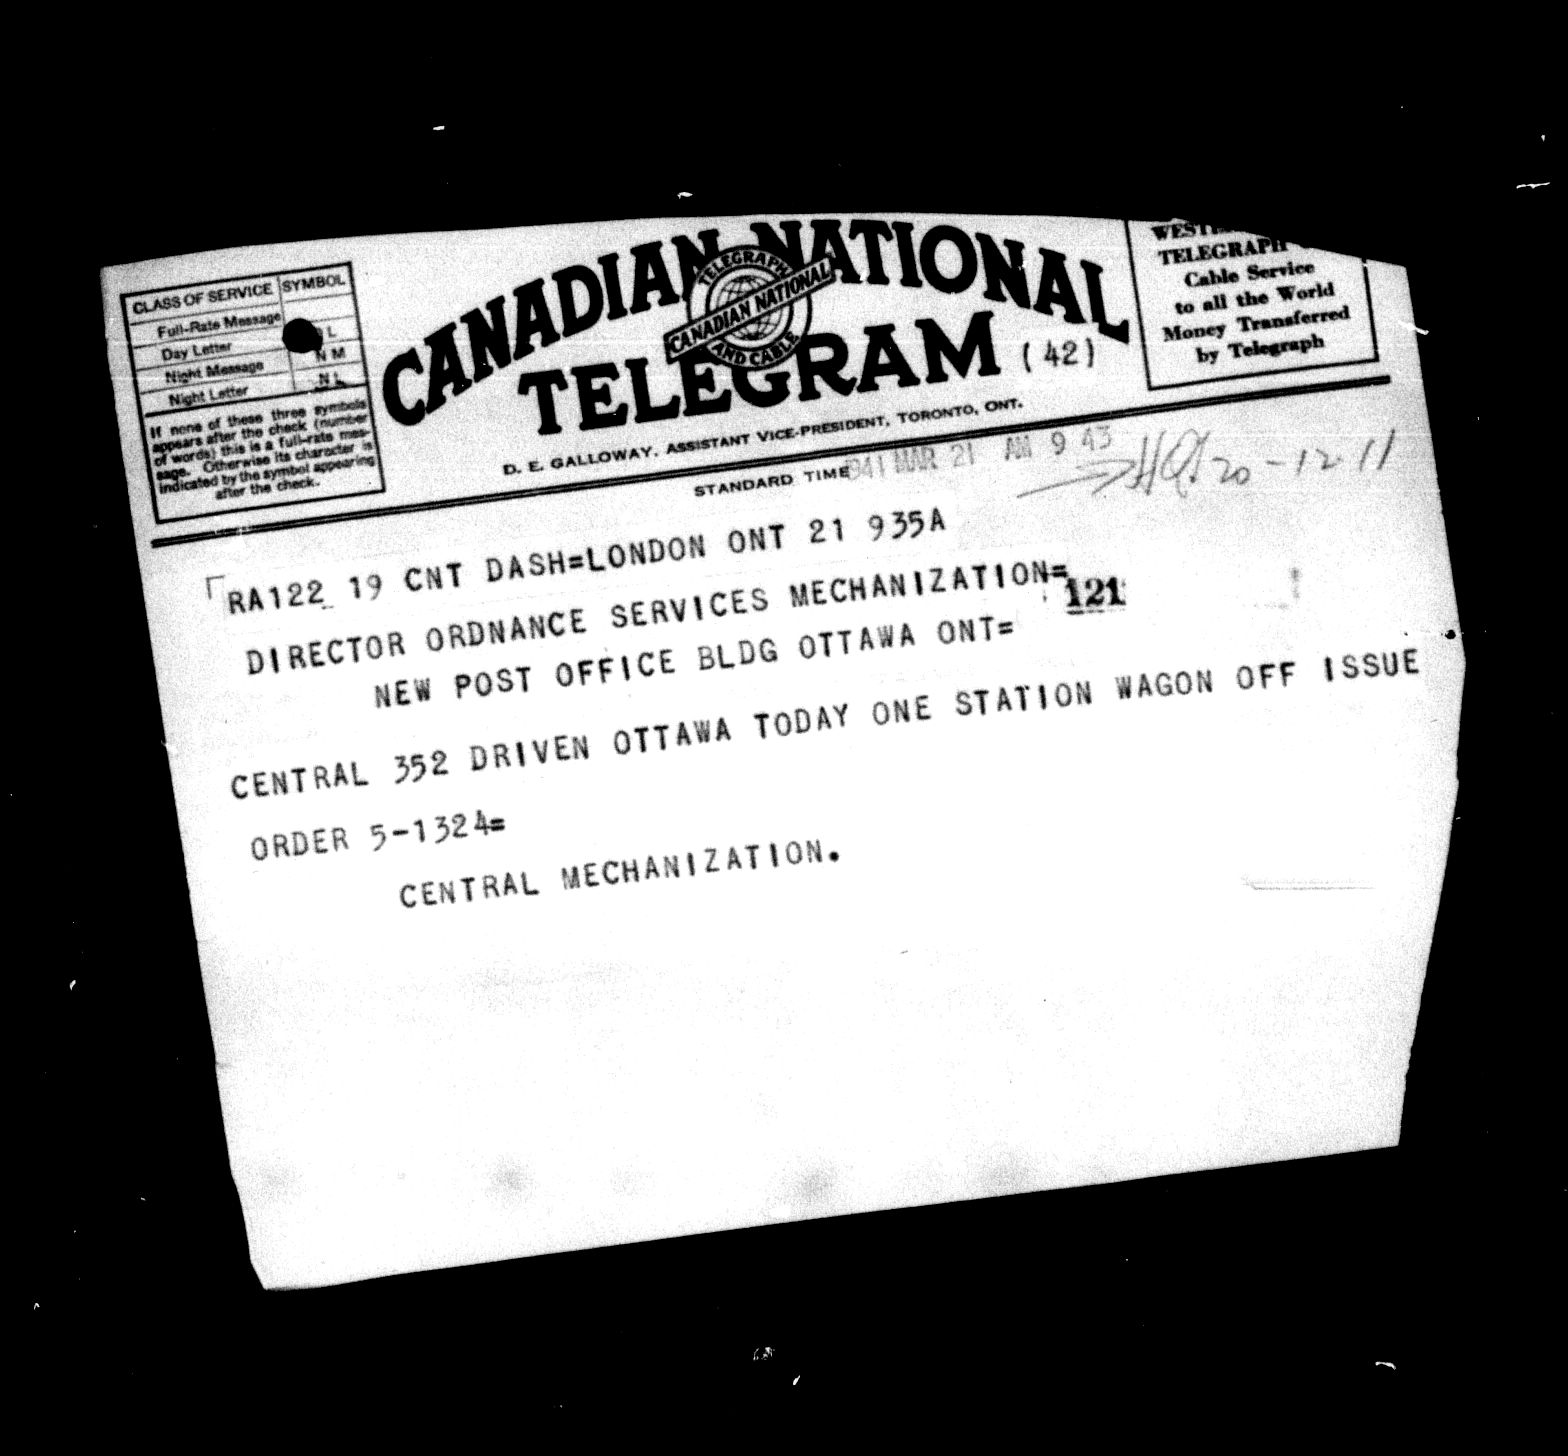 CLASS OF SERVICE SYMBOL
Full-Rate Message
Day Letter L
Night Message N M
Night Letter N L
If none of these three symbols
appears after the check (number
of words) this is a full-rate mes-
sage. Otherwise its character is
indicated by the symbol appearing
after the check.
CANADIAN NATIONAL
TELEGRAPH
CANADIAN NATIONAL
AND CABLE
TELEGRAM (42)
D. E. GALLOWAY, ASSISTANT VICE-PRESIDENT, TORONTO, ONT.
TELEGRAPH
Cable Service
to all the World
Money Transferred
by Telegraph
STANDARD TIME
941 MAR 21 AM 9 43
HQ 20-12 11
RA122 19 CNT DASH=LONDON ONT 21 935A
DIRECTOR ORDNANCE SERVICES MECHANIZATION=
121
NEW POST OFFICE BLDG OTTAWA ONT=
CENTRAL 352 DRIVEN OTTAWA TODAY ONE STATION WAGON OFF ISSUE
ORDER 5-1324=
CENTRAL MECHANIZATION.